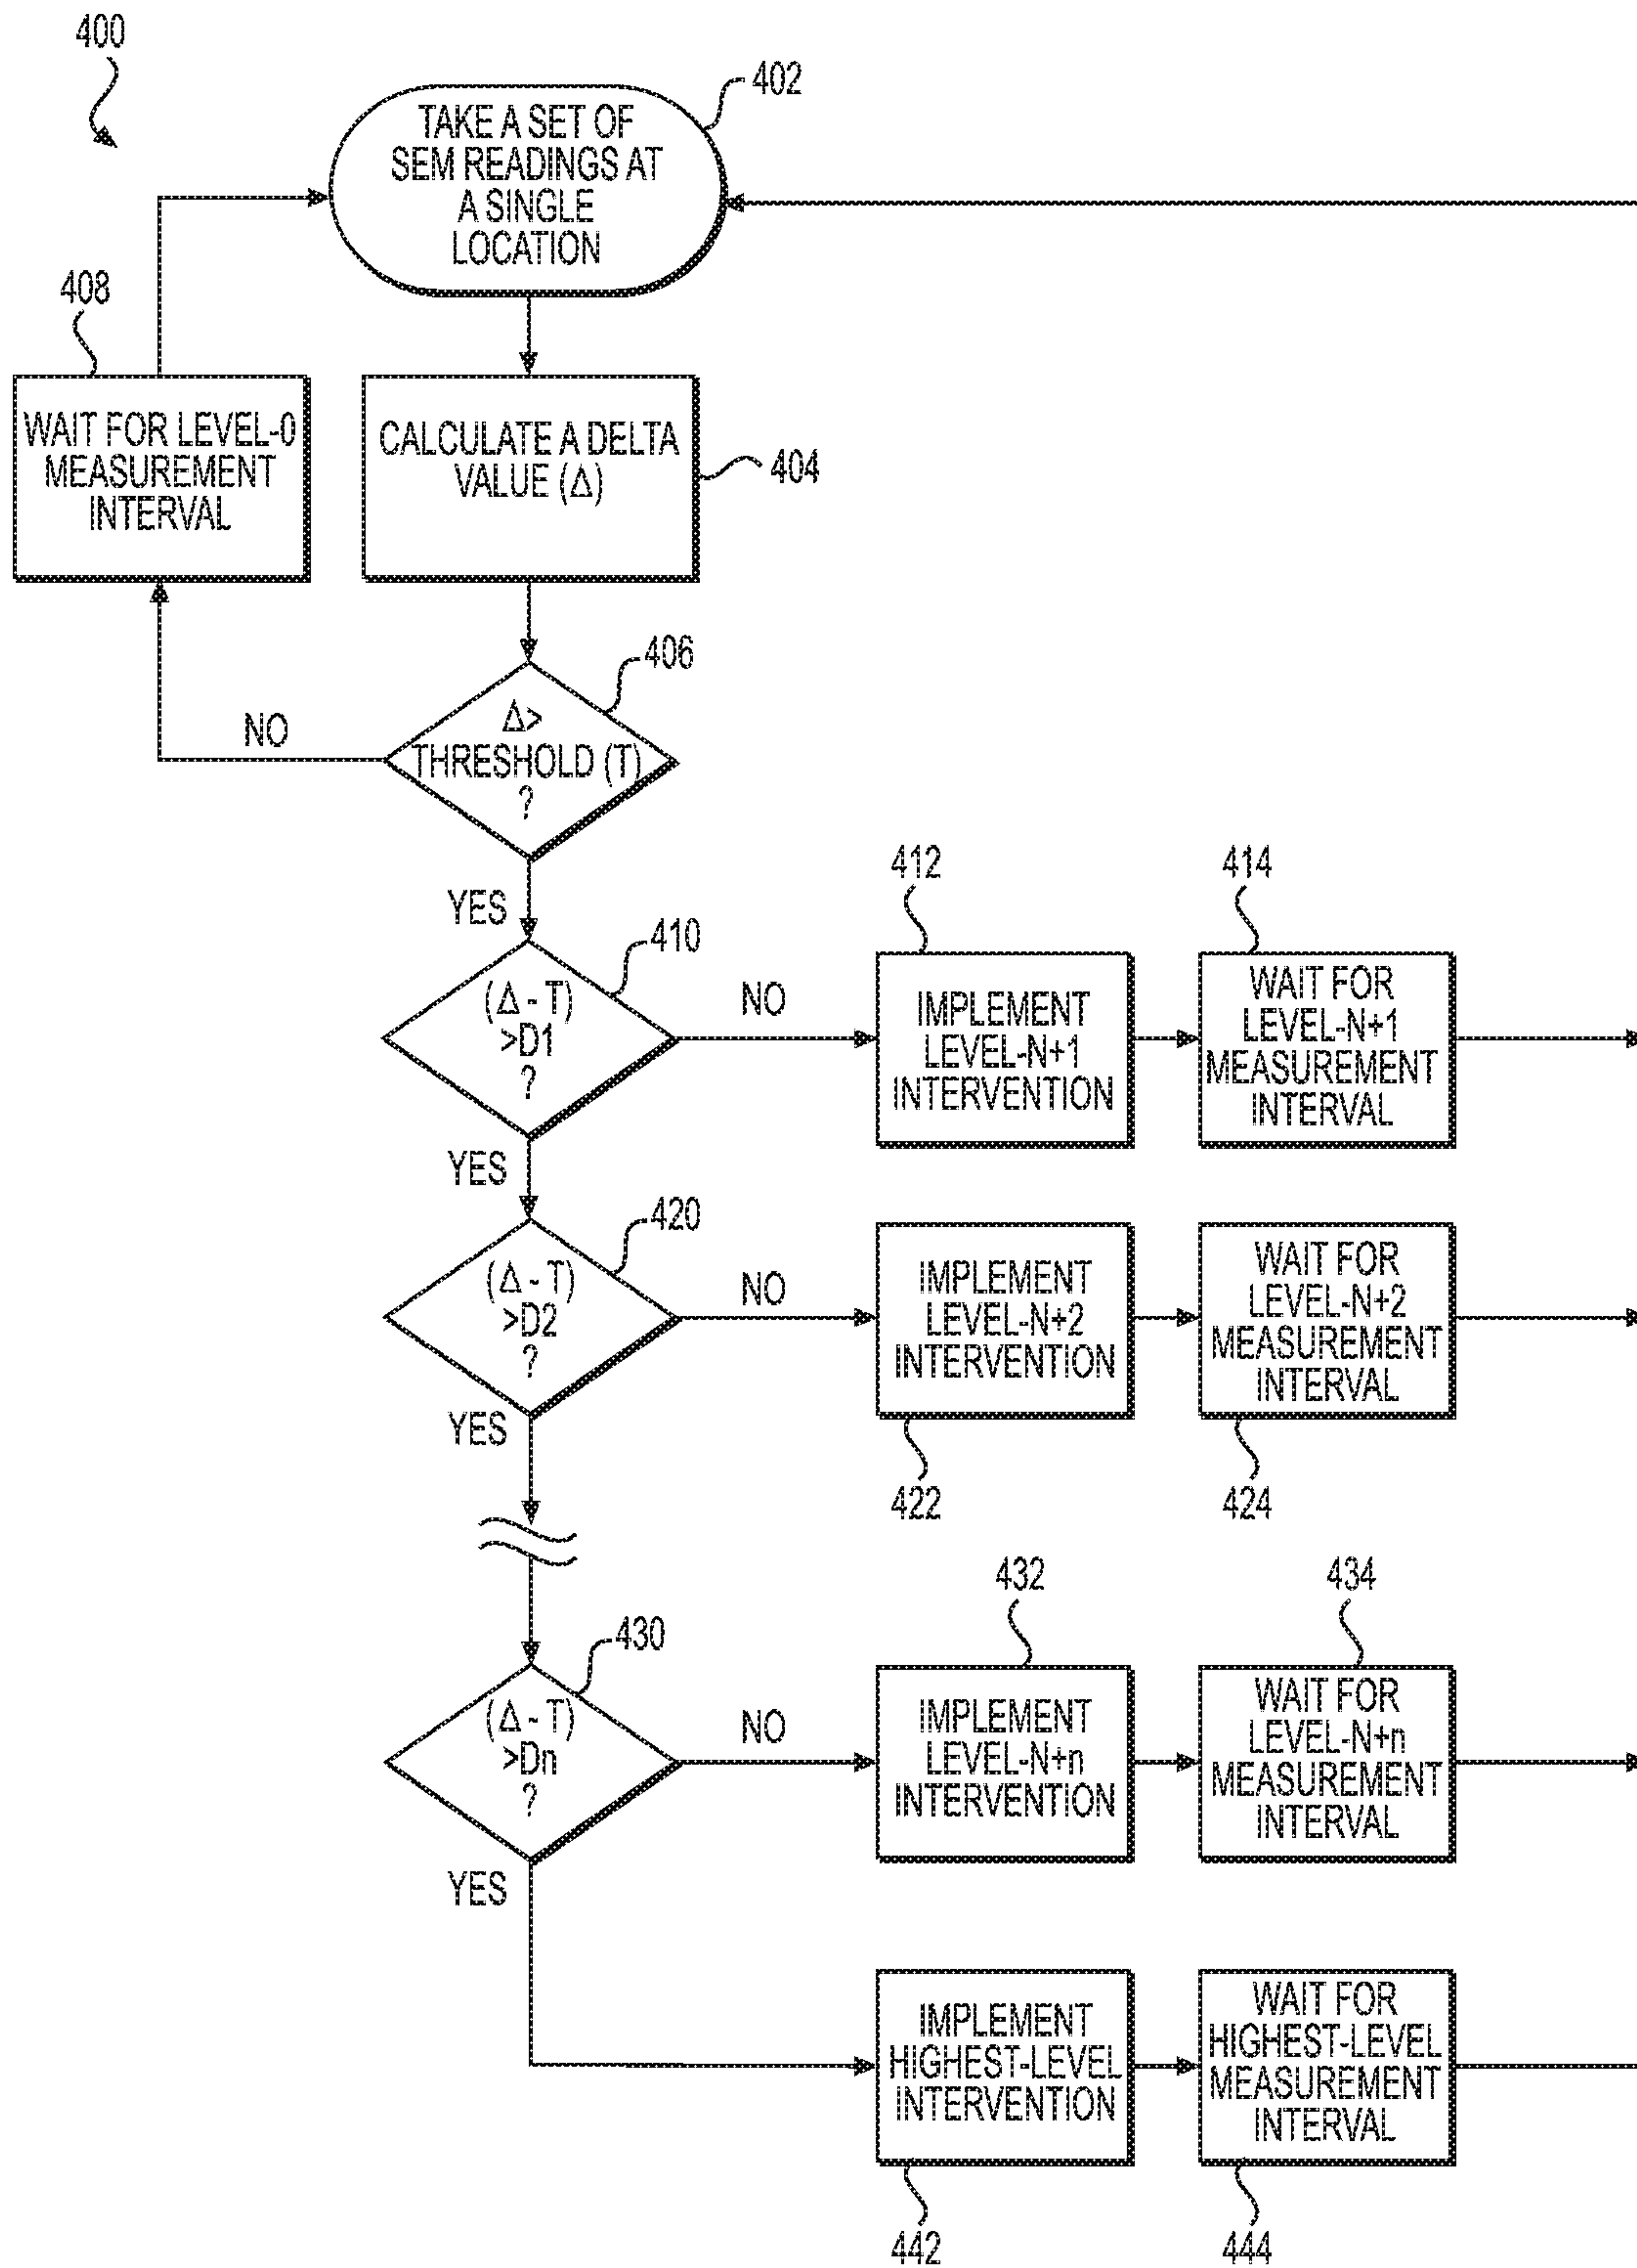 400
402
TAKE A SET OF
SEM READINGS AT
A SINGLE
LOCATION
408
WAIT FOR LEVEL-0
MEASUREMENT
INTERVAL
CALCULATE A DELTA
VALUE (Δ)
404
406
Δ>
THRESHOLD (T)
?
NO
YES
410
(Δ - T)
>D1
?
NO
412
IMPLEMENT
LEVEL-N+1
INTERVENTION
414
WAIT FOR
LEVEL-N+1
MEASUREMENT
INTERVAL
YES
420
(Δ - T)
>D2
?
NO
IMPLEMENT
LEVEL-N+2
INTERVENTION
422
WAIT FOR
LEVEL-N+2
MEASUREMENT
INTERVAL
424
YES
430
(Δ - T)
>Dn
?
NO
432
IMPLEMENT
LEVEL-N+n
INTERVENTION
434
WAIT FOR
LEVEL-N+n
MEASUREMENT
INTERVAL
YES
IMPLEMENT
HIGHEST-LEVEL
INTERVENTION
442
WAIT FOR
HIGHEST-LEVEL
MEASUREMENT
INTERVAL
444